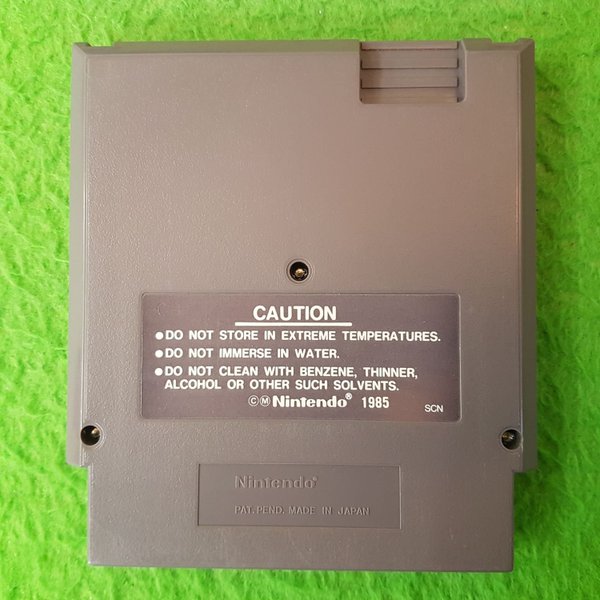 CAUTION
●DO NOT STORE IN EXTREME TEMPERATURES.
●DO NOT IMMERSE IN WATER.
●DO NOT CLEAN WITH BENZENE, THINNER,
ALCOHOL OR OTHER SUCH SOLVENTS.
©Ⓜ Nintendo® 1985
SCN
Nintendo®
PAT. PEND. MADE IN JAPAN